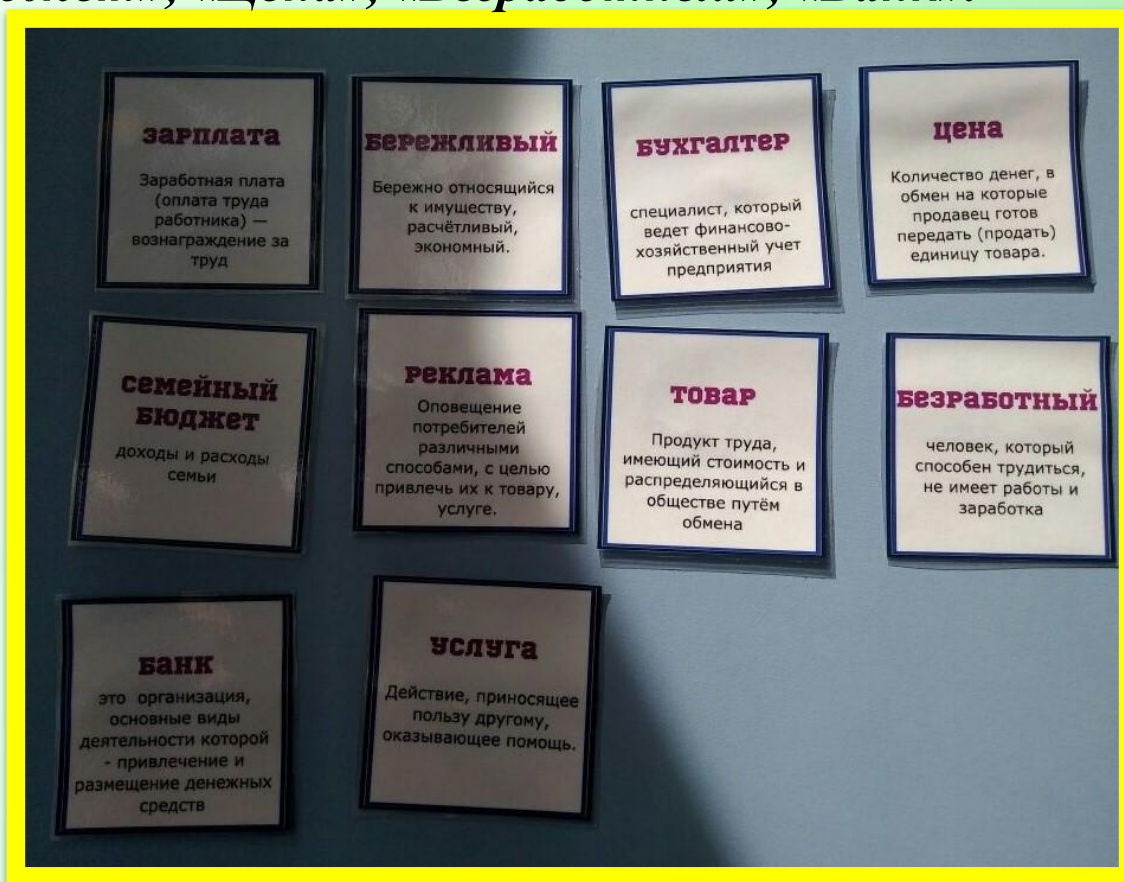 «Цена», «Безработный», «Банк».
ЗАРПЛАТА
Заработная плата
(оплата труда
работника) —
вознаграждение за
труд
БЕРЕЖЛИВЫЙ
Бережно относящийся
к имуществу,
расчётливый,
экономный.
БУХГАЛТЕР
специалист, который
ведет финансово-
хозяйственный учет
предприятия
ЦЕНА
Количество денег, в
обмен на которые
продавец готов
передать (продать)
единицу товара.
СЕМЕЙНЫЙ
БЮДЖЕТ
доходы и расходы
семьи
РЕКЛАМА
Оповещение
потребителей
различными
способами, с целью
привлечь их к товару,
услуге.
ТОВАР
Продукт труда,
имеющий стоимость и
распределяющийся в
обществе путём
обмена
БЕЗРАБОТНЫЙ
человек, который
способен трудиться,
не имеет работы и
заработка
БАНК
это организация,
основные виды
деятельности которой
- привлечение и
размещение денежных
средств
УСЛУГА
Действие, приносящее
пользу другому,
оказывающее помощь.